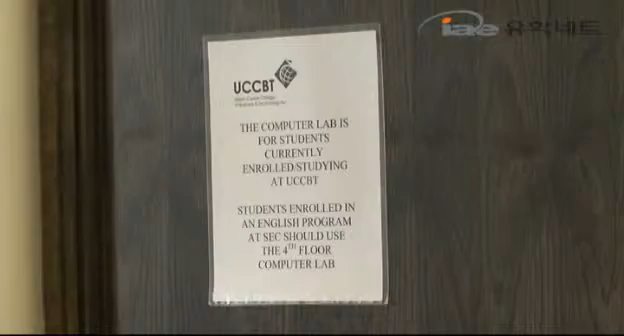 iae 유학네트
UCCBT
THE COMPUTER LAB IS
FOR STUDENTS
CURRENTLY
ENROLLED/STUDYING
AT UCCBT
STUDENTS ENROLLED IN
AN ENGLISH PROGRAM
AT SEC SHOULD USE
THE 4TH FLOOR
COMPUTER LAB